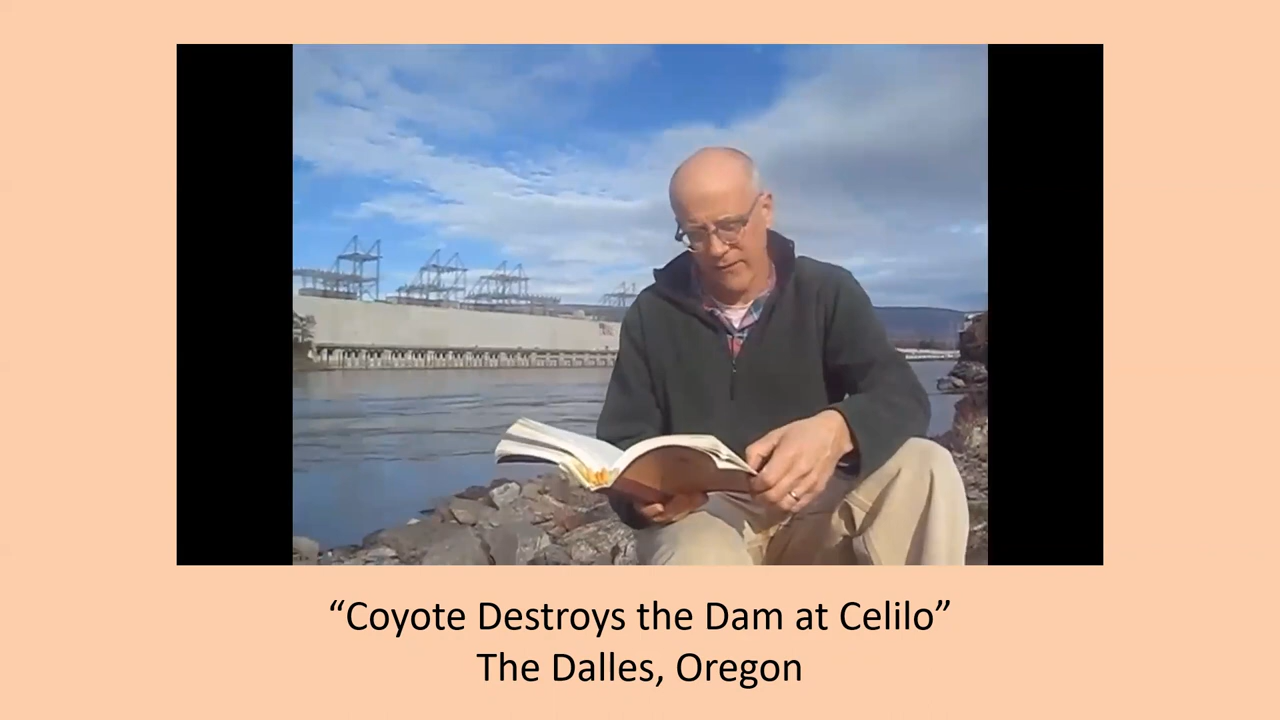 “Coyote Destroys the Dam at Celilo”
The Dalles, Oregon